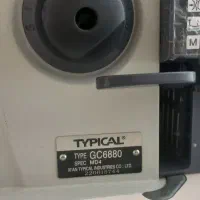 TYPICAL®
TYPE GC6880
SPEC MD4
XI'AN TYPICAL INDUSTRIES CO., LTD.
M